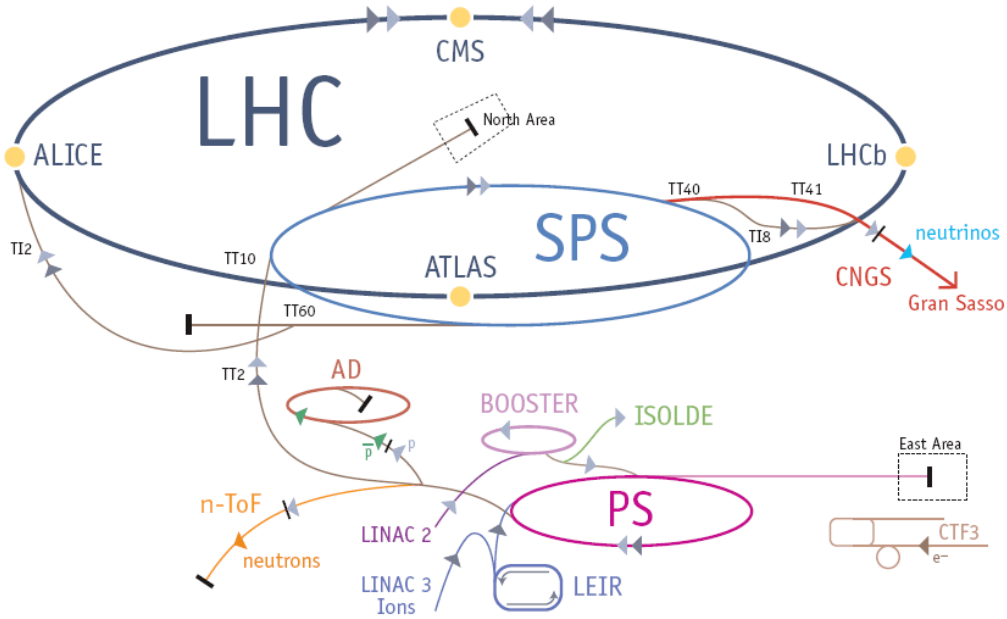 CMS
LHC
North Area
ALICE
LHCb
TT40
TT41
SPS
TI8
neutrinos
TI2
TT10
ATLAS
CNGS
Gran Sasso
TT60
TT2
AD
BOOSTER
ISOLDE
p
p̅
East Area
n-ToF
PS
LINAC 2
CTF3
neutrons
e⁻
LINAC 3
Ions
LEIR